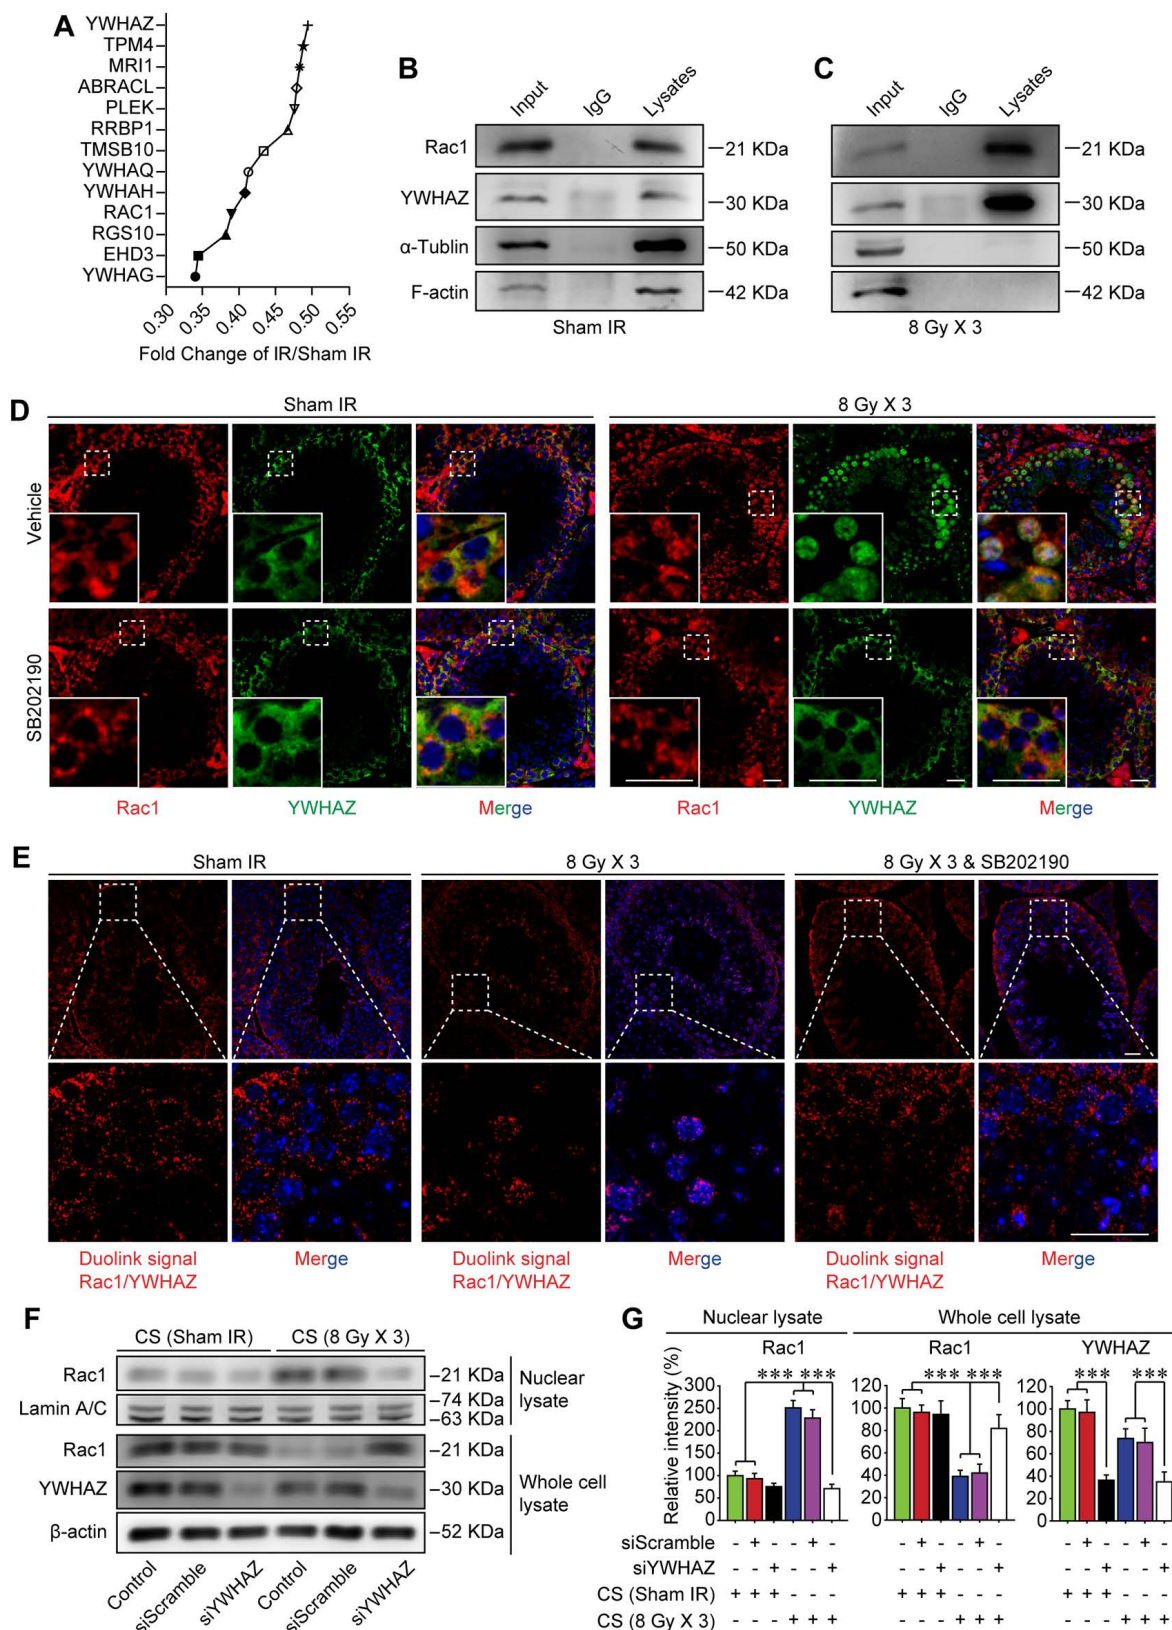 A
YWHAZ
TPM4
MRI1
ABRACL
PLEK
RRBP1
TMSB10
YWHAQ
YWHAH
RAC1
RGS10
EHD3
YWHAG
0.30 0.35 0.40 0.45 0.50 0.55
Fold Change of IR/Sham IR
B
Input IgG Lysates
Rac1 21 KDa
YWHAZ 30 KDa
α-Tublin 50 KDa
F-actin 42 KDa
Sham IR
C
Input IgG Lysates
21 KDa
30 KDa
50 KDa
42 KDa
8 Gy X 3
D
Sham IR 8 Gy X 3
Vehicle
SB202190
Rac1 YWHAZ Merge Rac1 YWHAZ Merge
E
Sham IR 8 Gy X 3 8 Gy X 3 & SB202190
Duolink signal Merge Duolink signal Merge Duolink signal Merge
Rac1/YWHAZ Rac1/YWHAZ Rac1/YWHAZ
F
CS (Sham IR) CS (8 Gy X 3)
Rac1 21 KDa
Lamin A/C 74 KDa
63 KDa
Nuclear
lysate
Rac1 21 KDa
YWHAZ 30 KDa
β-actin 52 KDa
Whole cell
lysate
Control siScramble siYWHAZ Control siScramble siYWHAZ
G
Nuclear lysate Whole cell lysate
Rac1 Rac1 YWHAZ
Relative intensity (%)
*** *** *** *** *** ***
300
250
200
150
100
50
0
120
100
80
60
40
20
0
120
100
80
60
40
20
0
siScramble - + - - + - - + - - + - - + - - + -
siYWHAZ - - + - - + - - + - - + - - + - - +
CS (Sham IR) + + + - - - + + + - - - + + + - - -
CS (8 Gy X 3) - - - + + + - - - + + + - - - + + +